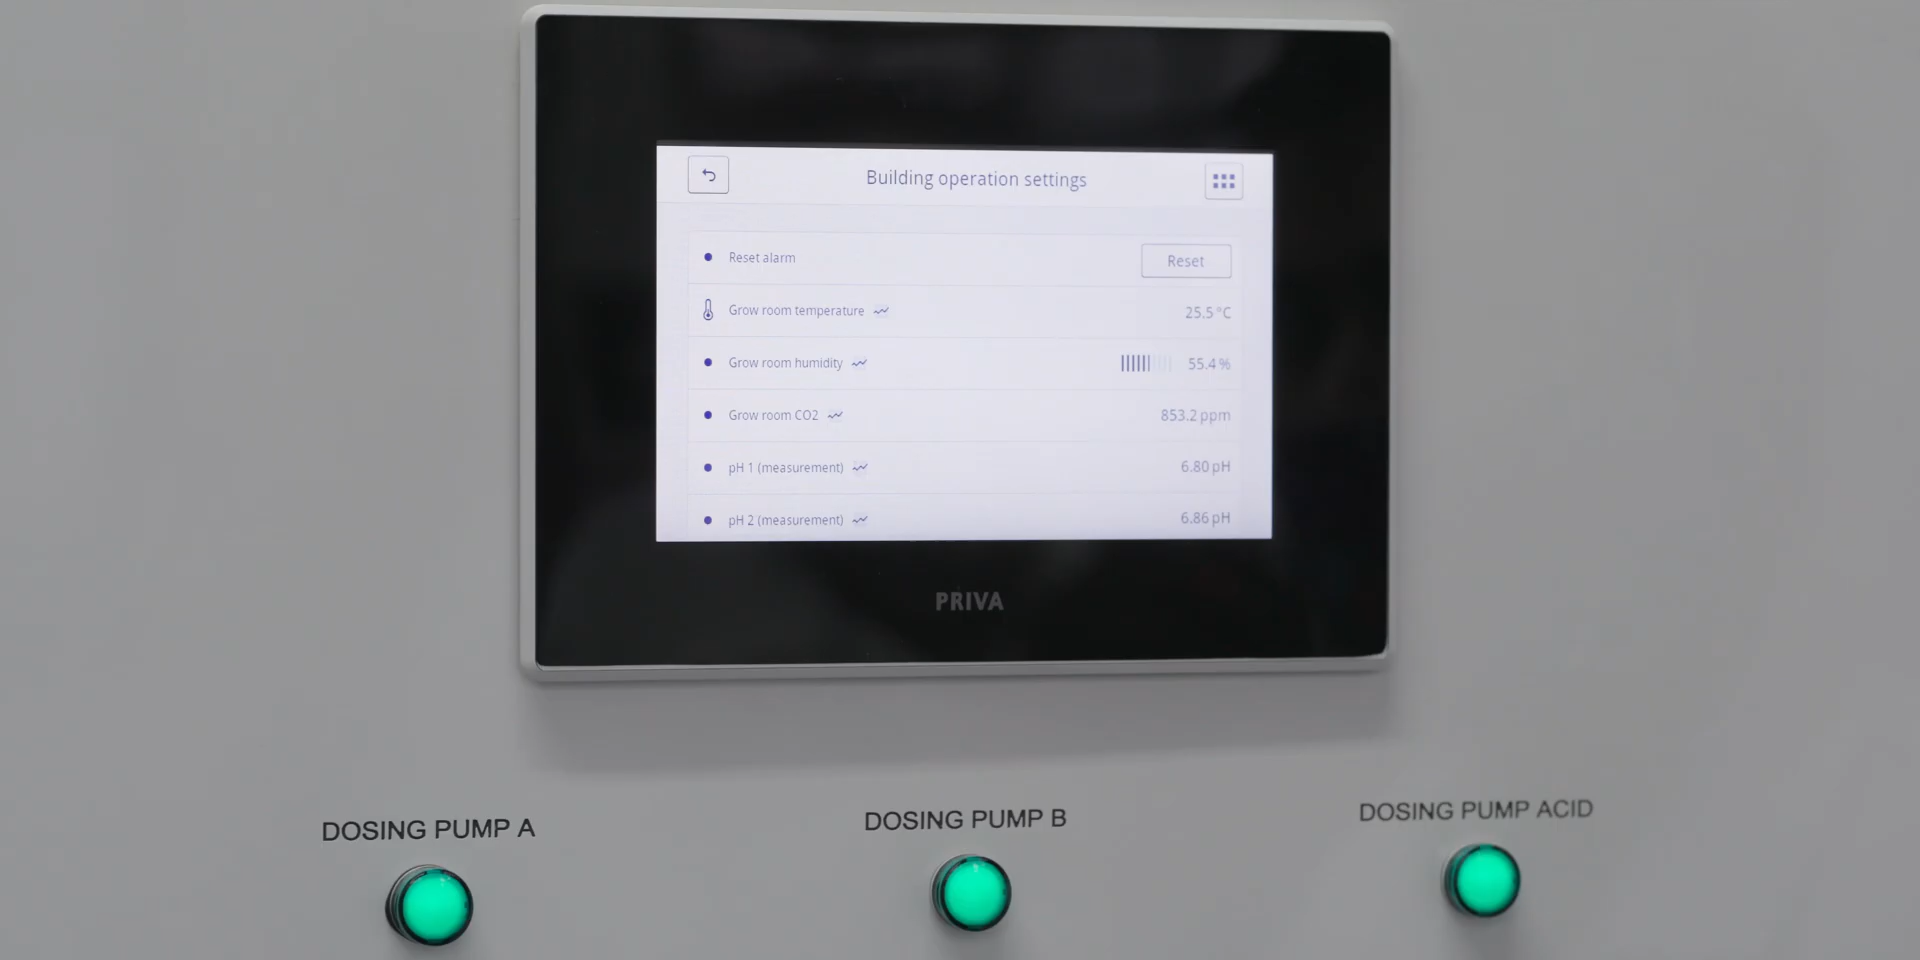 Building operation settings
Reset alarm Reset
Grow room temperature 25.5 °C
Grow room humidity 55.4 %
Grow room CO2 853.2 ppm
pH 1 (measurement) 6.80 pH
pH 2 (measurement) 6.86 pH
PRIVA
DOSING PUMP A DOSING PUMP B DOSING PUMP ACID